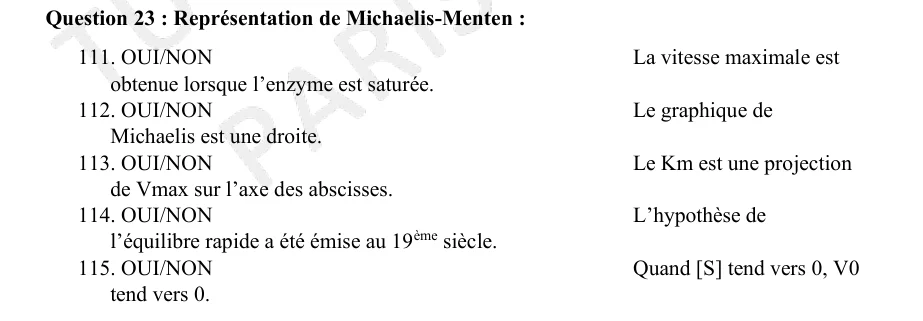 Question 23 : Représentation de Michaelis-Menten :
111. OUI/NON La vitesse maximale est
obtenue lorsque l'enzyme est saturée.
112. OUI/NON Le graphique de
Michaelis est une droite.
113. OUI/NON Le Km est une projection
de Vmax sur l'axe des abscisses.
114. OUI/NON L'hypothèse de
l'équilibre rapide a été émise au 19ème siècle.
115. OUI/NON Quand [S] tend vers 0, V0
tend vers 0.